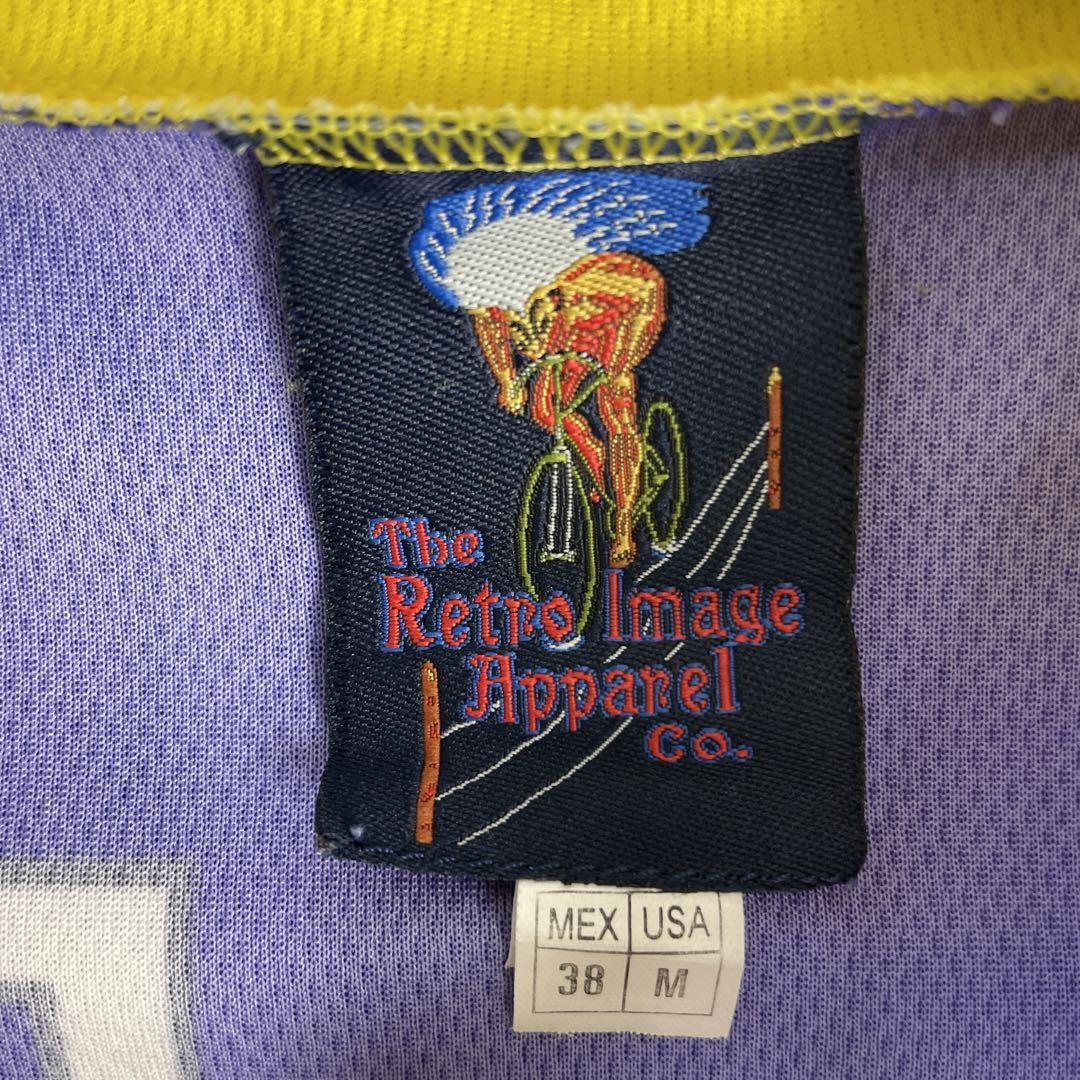 The
Retro Image
Apparel
Co.
MEX USA
38 M